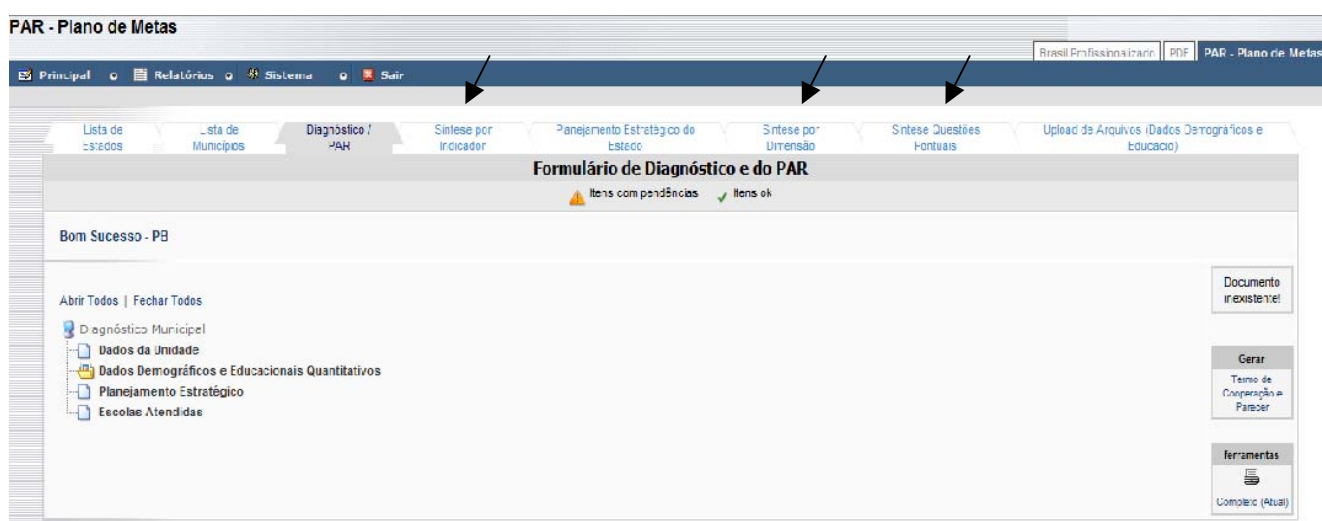 PAR - Plano de Metas
Brasil Profissionalizado PDE PAR - Plano de Metas
Principal Relatórios Sistema Sair
Lista de Estados
Lista de Municípios
Diagnóstico / PAR
Síntese por Indicador
Planejamento Estratégico do Estado
Síntese por Dimensão
Síntese Questões Pontuais
Upload de Arquivos (Dados Demográficos e Educação)
Formulário de Diagnóstico e do PAR
Itens com pendências Itens ok
Bom Sucesso - PB
Documento
inexistente!
Abrir Todos | Fechar Todos
Diagnóstico Municipal
Dados da Unidade
Dados Demográficos e Educacionais Quantitativos
Planejamento Estratégico
Escolas Atendidas
Gerar
Termo de
Cooperação e
Parecer
ferramentas
Completo (Atual)